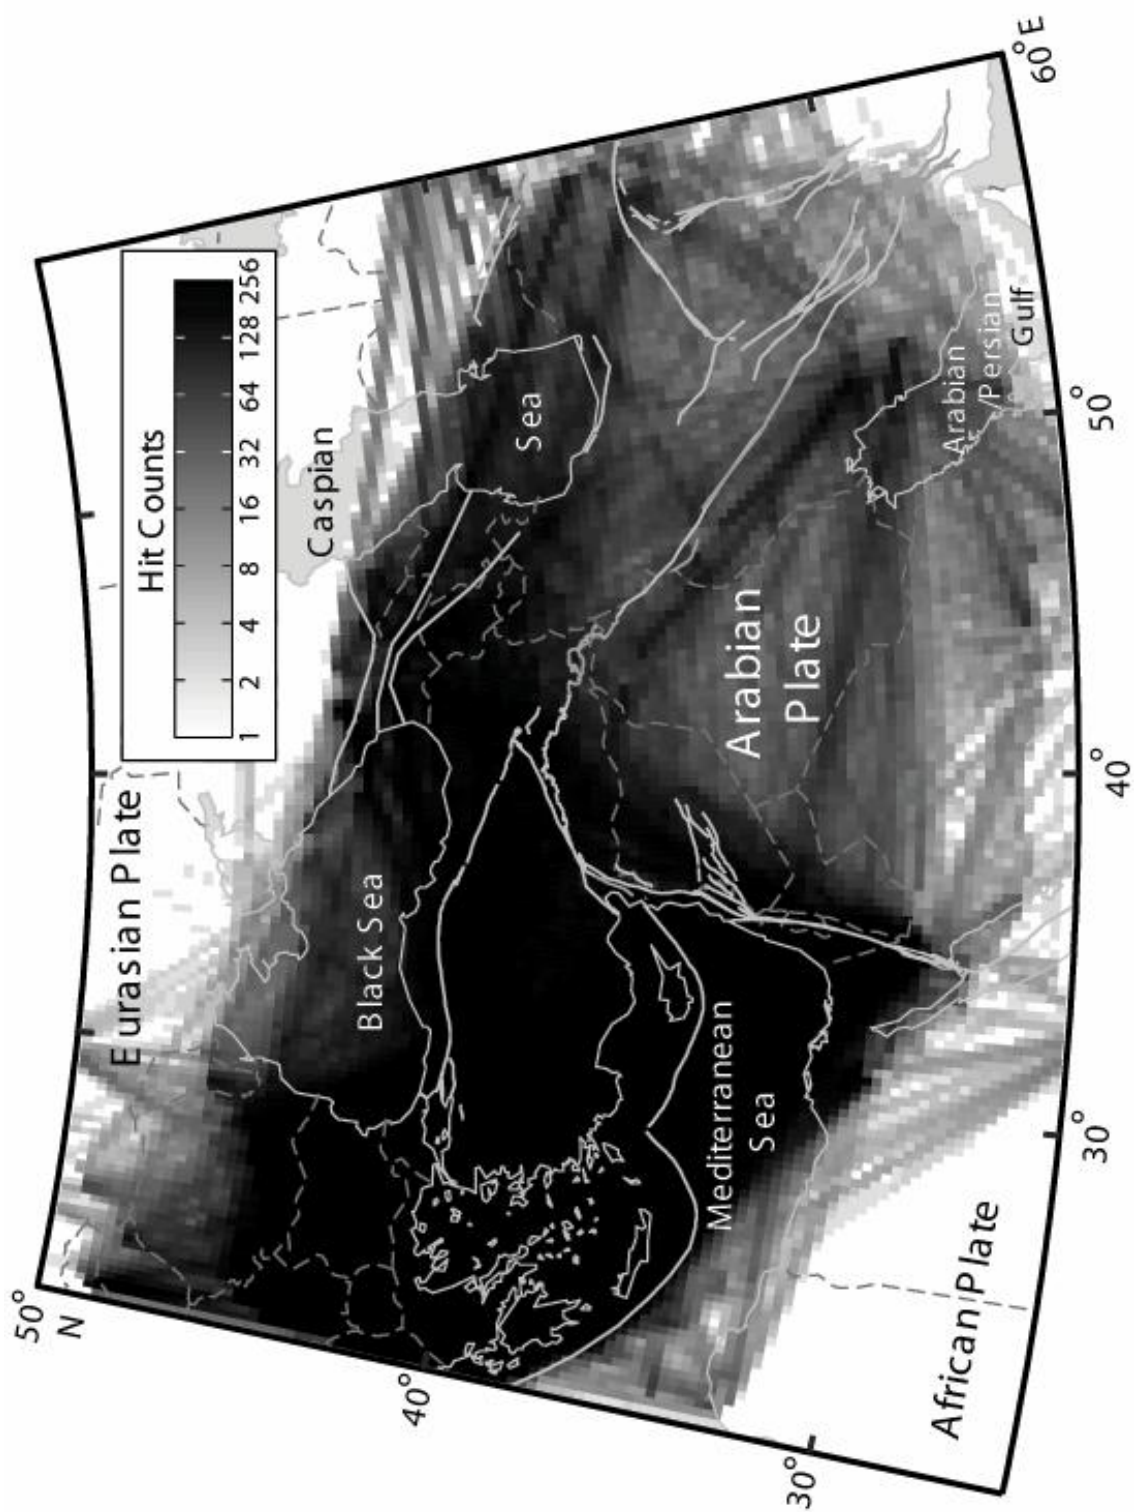 50°
N
Eurasian Plate
Hit Counts
1 2 4 8 16 32 64 128 256
Caspian
Sea
Black Sea
40°
Arabian
Plate
Mediterranean
Sea
30°
African Plate
Arabian
/Persian
Gulf
30°
40°
50°
60°E